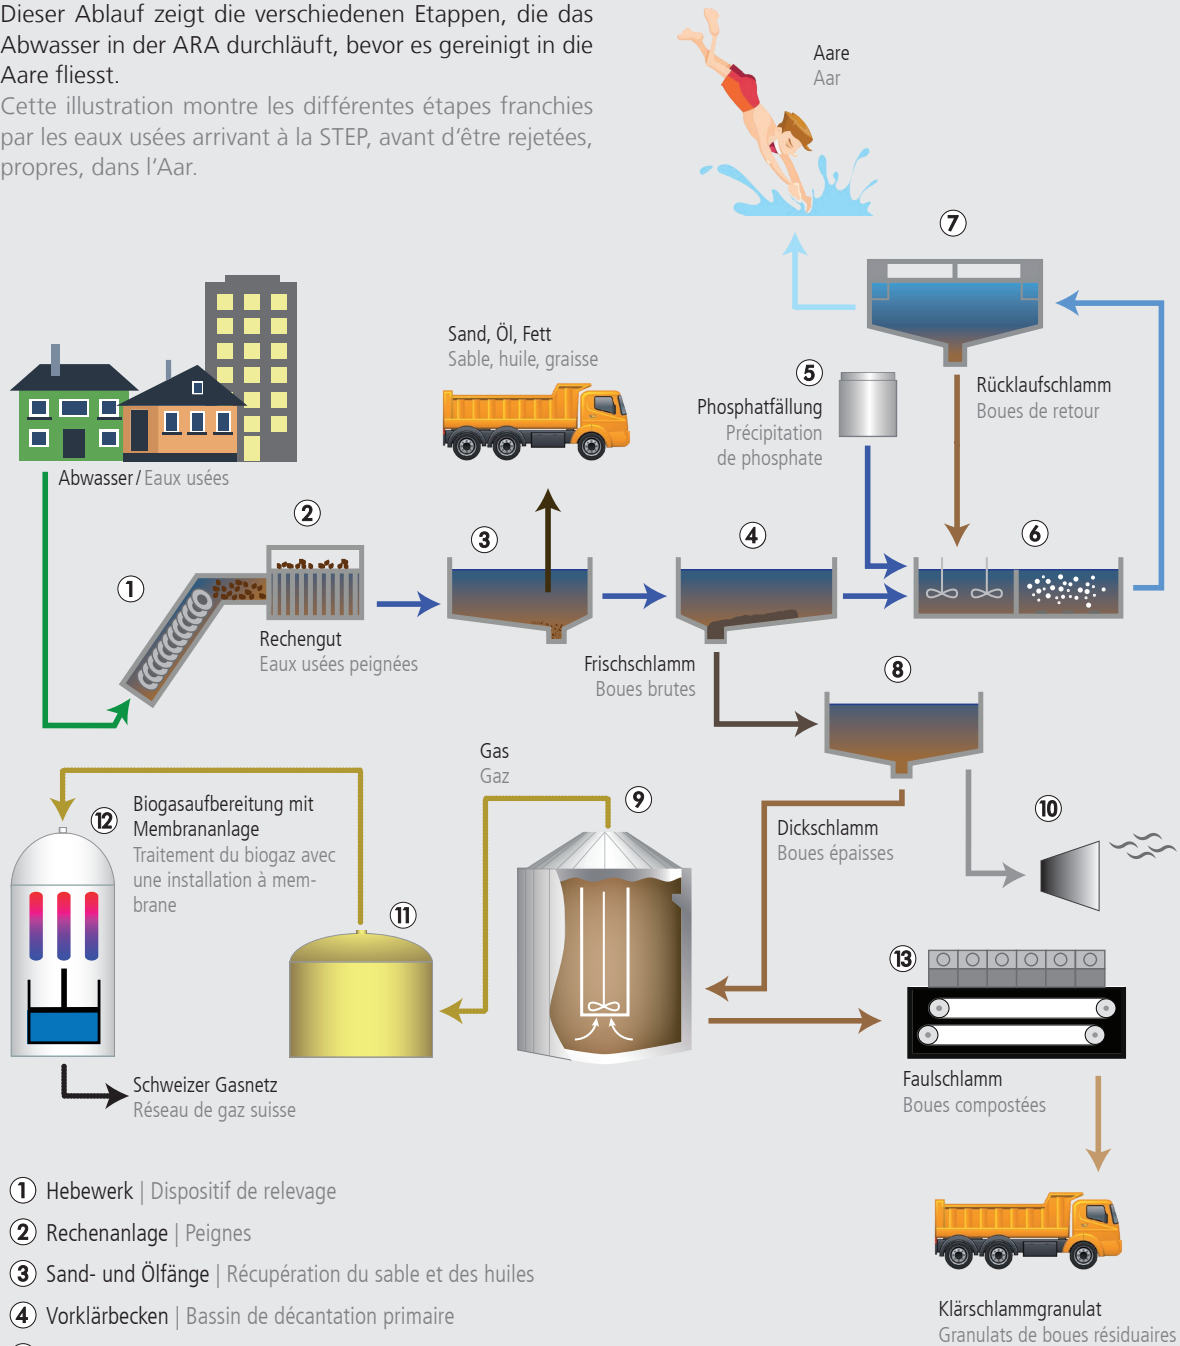 Dieser Ablauf zeigt die verschiedenen Etappen, die das
Abwasser in der ARA durchläuft, bevor es gereinigt in die
Aare fliesst.
Cette illustration montre les différentes étapes franchies
par les eaux usées arrivant à la STEP, avant d‘être rejetées,
propres, dans l‘Aar.
Aare
Aar
7
Sand, Öl, Fett
Sable, huile, graisse
5
Phosphatfällung
Précipitation
de phosphate
Rücklaufschlamm
Boues de retour
Abwasser / Eaux usées
2
3
4
6
1
Rechengut
Eaux usées peignées
Frischschlamm
Boues brutes
8
Gas
Gaz
9
10
12
Biogasaufbereitung mit
Membrananlage
Traitement du biogaz avec
une installation à mem-
brane
Dickschlamm
Boues épaisses
11
13
Schweizer Gasnetz
Réseau de gaz suisse
Faulschlamm
Boues compostées
1 Hebewerk | Dispositif de relevage
2 Rechenanlage | Peignes
3 Sand- und Ölfänge | Récupération du sable et des huiles
4 Vorklärbecken | Bassin de décantation primaire
Klärschlammgranulat
Granulats de boues résiduaires